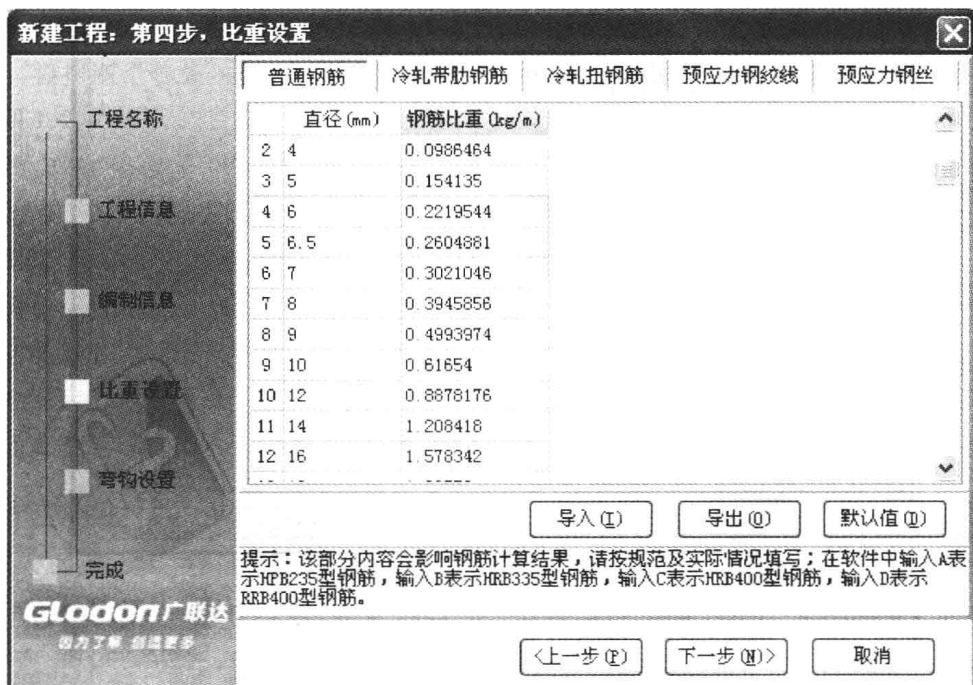 新建工程：第四步，比重设置
工程名称
工程信息
编制信息
比重设置
弯钩设置
完成
GLodon广联达
因为了解 创造更多
普通钢筋 冷轧带肋钢筋 冷轧扭钢筋 预应力钢绞线 预应力钢丝
直径(mm) 钢筋比重(kg/m)
2 4 0.0986464
3 5 0.154135
4 6 0.2219544
5 6.5 0.2604881
6 7 0.3021046
7 8 0.3945856
8 9 0.4993974
9 10 0.61654
10 12 0.8878176
11 14 1.208418
12 16 1.578342
导入(I) 导出(O) 默认值(D)
提示：该部分内容会影响钢筋计算结果，请按规范及实际情况填写；在软件中输入A表
示HPB235型钢筋，输入B表示HRB335型钢筋，输入C表示HRB400型钢筋，输入D表示
RRB400型钢筋。
<上一步(P) 下一步(N)> 取消